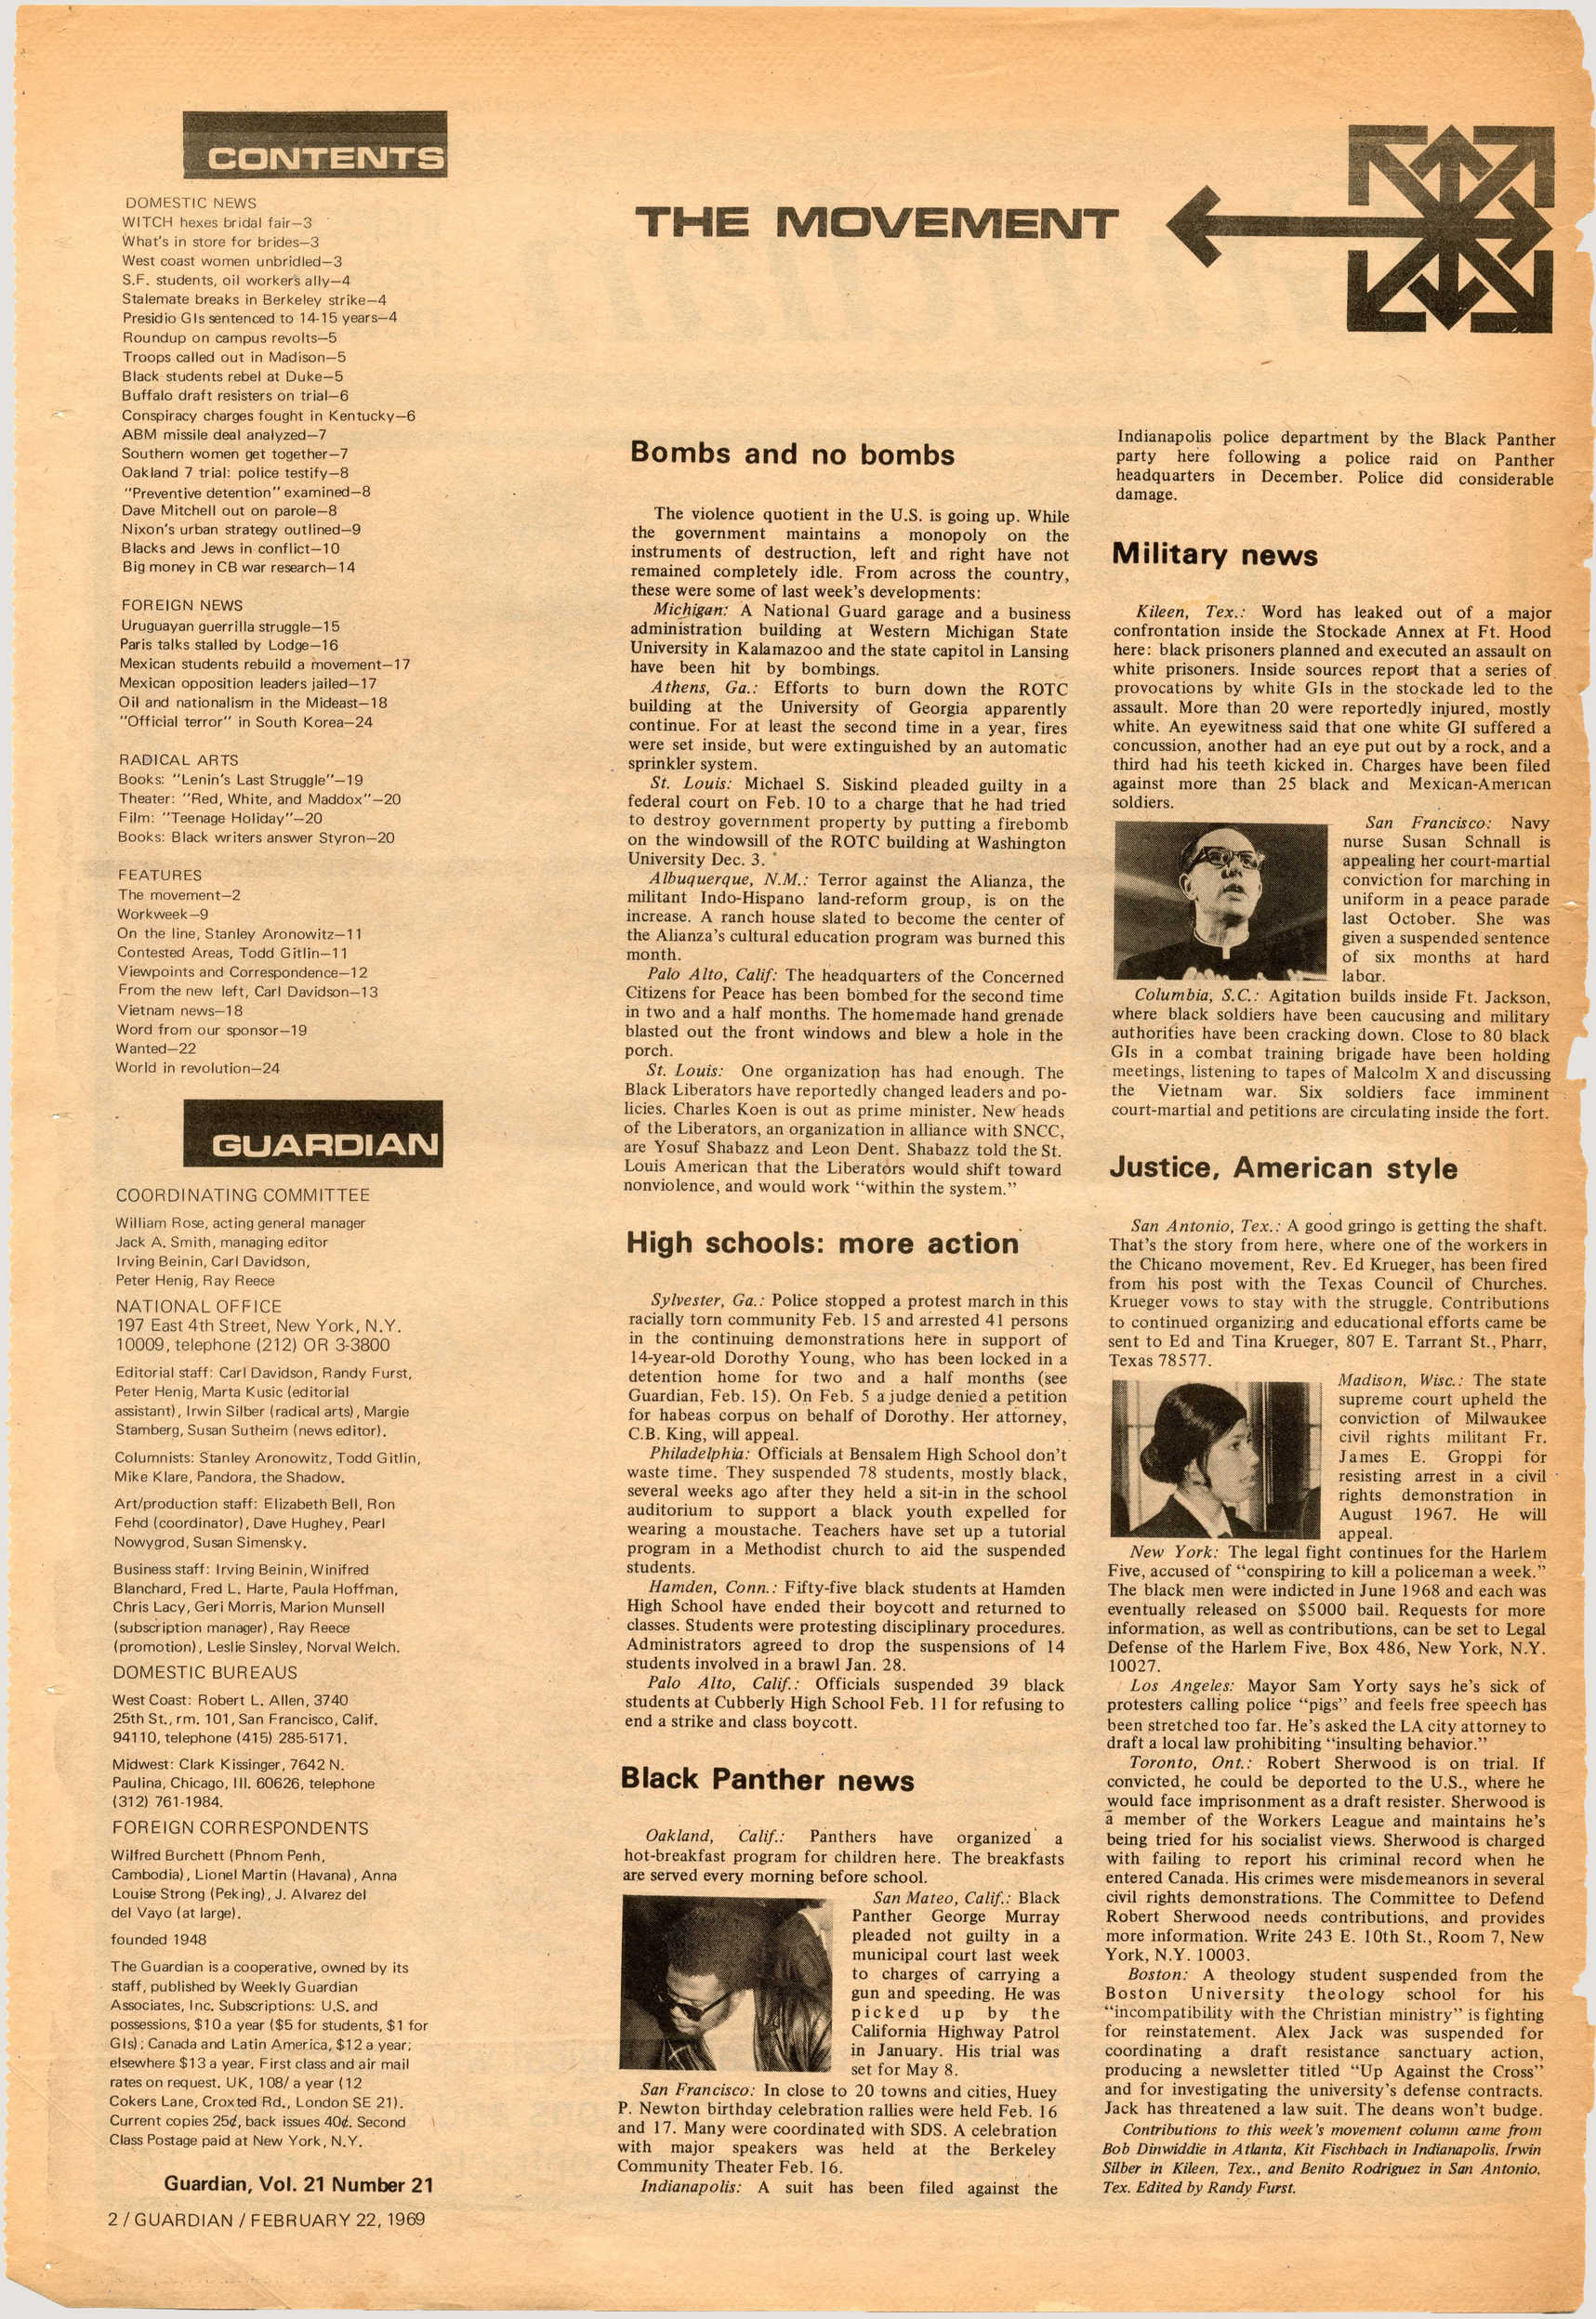 CONTENTS
DOMESTIC NEWS
WITCH hexes bridal fair—3
What's in store for brides—3
West coast women unbridled—3
S.F. students, oil workers ally—4
Stalemate breaks in Berkeley strike—4
Presidio GIs sentenced to 14-15 years—4
Roundup on campus revolts—5
Troops called out in Madison—5
Black students rebel at Duke—5
Buffalo draft resisters on trial—6
Conspiracy charges fought in Kentucky—6
ABM missile deal analyzed—7
Southern women get together—7
Oakland 7 trial: police testify—8
"Preventive detention" examined—8
Dave Mitchell out on parole—8
Nixon's urban strategy outlined—9
Blacks and Jews in conflict—10
Big money in CB war research—14
FOREIGN NEWS
Uruguayan guerrilla struggle—15
Paris talks stalled by Lodge—16
Mexican students rebuild a movement—17
Mexican opposition leaders jailed—17
Oil and nationalism in the Mideast—18
"Official terror" in South Korea—24
RADICAL ARTS
Books: "Lenin's Last Struggle"—19
Theater: "Red, White, and Maddox"—20
Film: "Teenage Holiday"—20
Books: Black writers answer Styron—20
FEATURES
The movement—2
Workweek—9
On the line, Stanley Aronowitz—11
Contested Areas, Todd Gitlin—11
Viewpoints and Correspondence—12
From the new left, Carl Davidson—13
Vietnam news—18
Word from our sponsor—19
Wanted—22
World in revolution—24
GUARDIAN
COORDINATING COMMITTEE
William Rose, acting general manager
Jack A. Smith, managing editor
Irving Beinin, Carl Davidson,
Peter Henig, Ray Reece
NATIONAL OFFICE
197 East 4th Street, New York, N.Y.
10009, telephone (212) OR 3-3800
Editorial staff: Carl Davidson, Randy Furst,
Peter Henig, Marta Kusic (editorial
assistant), Irwin Silber (radical arts), Margie
Stamberg, Susan Sutheim (news editor).
Columnists: Stanley Aronowitz, Todd Gitlin,
Mike Klare, Pandora, the Shadow.
Art/production staff: Elizabeth Bell, Ron
Fehd (coordinator), Dave Hughey, Pearl
Nowygrod, Susan Simensky.
Business staff: Irving Beinin, Winifred
Blanchard, Fred L. Harte, Paula Hoffman,
Chris Lacy, Geri Morris, Marion Munsell
(subscription manager), Ray Reece
(promotion), Leslie Sinsley, Norval Welch.
DOMESTIC BUREAUS
West Coast: Robert L. Allen, 3740
25th St., rm. 101, San Francisco, Calif.
94110, telephone (415) 285-5171.
Midwest: Clark Kissinger, 7642 N.
Paulina, Chicago, Ill. 60626, telephone
(312) 761-1984.
FOREIGN CORRESPONDENTS
Wilfred Burchett (Phnom Penh,
Cambodia), Lionel Martin (Havana), Anna
Louise Strong (Peking), J. Alvarez del
del Vayo (at large).
founded 1948
The Guardian is a cooperative, owned by its
staff, published by Weekly Guardian
Associates, Inc. Subscriptions: U.S. and
possessions, $10 a year ($5 for students, $1 for
GIs); Canada and Latin America, $12 a year;
elsewhere $13 a year. First class and air mail
rates on request. UK, 108/ a year (12
Cokers Lane, Croxted Rd., London SE 21).
Current copies 25¢, back issues 40¢. Second
Class Postage paid at New York, N.Y.
Guardian, Vol. 21 Number 21
2 / GUARDIAN / FEBRUARY 22, 1969
THE MOVEMENT
Bombs and no bombs
The violence quotient in the U.S. is going up. While
the government maintains a monopoly on the
instruments of destruction, left and right have not
remained completely idle. From across the country,
these were some of last week's developments:
Michigan: A National Guard garage and a business
administration building at Western Michigan State
University in Kalamazoo and the state capitol in Lansing
have been hit by bombings.
Athens, Ga.: Efforts to burn down the ROTC
building at the University of Georgia apparently
continue. For at least the second time in a year, fires
were set inside, but were extinguished by an automatic
sprinkler system.
St. Louis: Michael S. Siskind pleaded guilty in a
federal court on Feb. 10 to a charge that he had tried
to destroy government property by putting a firebomb
on the windowsill of the ROTC building at Washington
University Dec. 3.
Albuquerque, N.M.: Terror against the Alianza, the
militant Indo-Hispano land-reform group, is on the
increase. A ranch house slated to become the center of
the Alianza's cultural education program was burned this
month.
Palo Alto, Calif: The headquarters of the Concerned
Citizens for Peace has been bombed for the second time
in two and a half months. The homemade hand grenade
blasted out the front windows and blew a hole in the
porch.
St. Louis: One organization has had enough. The
Black Liberators have reportedly changed leaders and po-
licies. Charles Koen is out as prime minister. New heads
of the Liberators, an organization in alliance with SNCC,
are Yosuf Shabazz and Leon Dent. Shabazz told the St.
Louis American that the Liberators would shift toward
nonviolence, and would work "within the system."
High schools: more action
Sylvester, Ga.: Police stopped a protest march in this
racially torn community Feb. 15 and arrested 41 persons
in the continuing demonstrations here in support of
14-year-old Dorothy Young, who has been locked in a
detention home for two and a half months (see
Guardian, Feb. 15). On Feb. 5 a judge denied a petition
for habeas corpus on behalf of Dorothy. Her attorney,
C.B. King, will appeal.
Philadelphia: Officials at Bensalem High School don't
waste time. They suspended 78 students, mostly black,
several weeks ago after they held a sit-in in the school
auditorium to support a black youth expelled for
wearing a moustache. Teachers have set up a tutorial
program in a Methodist church to aid the suspended
students.
Hamden, Conn.: Fifty-five black students at Hamden
High School have ended their boycott and returned to
classes. Students were protesting disciplinary procedures.
Administrators agreed to drop the suspensions of 14
students involved in a brawl Jan. 28.
Palo Alto, Calif.: Officials suspended 39 black
students at Cubberly High School Feb. 11 for refusing to
end a strike and class boycott.
Black Panther news
Oakland, Calif.: Panthers have organized a
hot-breakfast program for children here. The breakfasts
are served every morning before school.
San Mateo, Calif.: Black
Panther George Murray
pleaded not guilty in a
municipal court last week
to charges of carrying a
gun and speeding. He was
picked up by the
California Highway Patrol
in January. His trial was
set for May 8.
San Francisco: In close to 20 towns and cities, Huey
P. Newton birthday celebration rallies were held Feb. 16
and 17. Many were coordinated with SDS. A celebration
with major speakers was held at the Berkeley
Community Theater Feb. 16.
Indianapolis: A suit has been filed against the
Indianapolis police department by the Black Panther
party here following a police raid on Panther
headquarters in December. Police did considerable
damage.
Military news
Kileen, Tex.: Word has leaked out of a major
confrontation inside the Stockade Annex at Ft. Hood
here: black prisoners planned and executed an assault on
white prisoners. Inside sources report that a series of
provocations by white GIs in the stockade led to the
assault. More than 20 were reportedly injured, mostly
white. An eyewitness said that one white GI suffered a
concussion, another had an eye put out by a rock, and a
third had his teeth kicked in. Charges have been filed
against more than 25 black and Mexican-American
soldiers.
San Francisco: Navy
nurse Susan Schnall is
appealing her court-martial
conviction for marching in
uniform in a peace parade
last October. She was
given a suspended sentence
of six months at hard
labor.
Columbia, S.C.: Agitation builds inside Ft. Jackson,
where black soldiers have been caucusing and military
authorities have been cracking down. Close to 80 black
GIs in a combat training brigade have been holding
meetings, listening to tapes of Malcolm X and discussing
the Vietnam war. Six soldiers face imminent
court-martial and petitions are circulating inside the fort.
Justice, American style
San Antonio, Tex.: A good gringo is getting the shaft.
That's the story from here, where one of the workers in
the Chicano movement, Rev. Ed Krueger, has been fired
from his post with the Texas Council of Churches.
Krueger vows to stay with the struggle. Contributions
to continued organizing and educational efforts came be
sent to Ed and Tina Krueger, 807 E. Tarrant St., Pharr,
Texas 78577.
Madison, Wisc.: The state
supreme court upheld the
conviction of Milwaukee
civil rights militant Fr.
James E. Groppi for
resisting arrest in a civil
rights demonstration in
August 1967. He will
appeal.
New York: The legal fight continues for the Harlem
Five, accused of "conspiring to kill a policeman a week."
The black men were indicted in June 1968 and each was
eventually released on $5000 bail. Requests for more
information, as well as contributions, can be set to Legal
Defense of the Harlem Five, Box 486, New York, N.Y.
10027.
Los Angeles: Mayor Sam Yorty says he's sick of
protesters calling police "pigs" and feels free speech has
been stretched too far. He's asked the LA city attorney to
draft a local law prohibiting "insulting behavior."
Toronto, Ont.: Robert Sherwood is on trial. If
convicted, he could be deported to the U.S., where he
would face imprisonment as a draft resister. Sherwood is
a member of the Workers League and maintains he's
being tried for his socialist views. Sherwood is charged
with failing to report his criminal record when he
entered Canada. His crimes were misdemeanors in several
civil rights demonstrations. The Committee to Defend
Robert Sherwood needs contributions, and provides
more information. Write 243 E. 10th St., Room 7, New
York, N.Y. 10003.
Boston: A theology student suspended from the
Boston University theology school for his
"incompatibility with the Christian ministry" is fighting
for reinstatement. Alex Jack was suspended for
coordinating a draft resistance sanctuary action,
producing a newsletter titled "Up Against the Cross"
and for investigating the university's defense contracts.
Jack has threatened a law suit. The deans won't budge.
Contributions to this week's movement column came from
Bob Dinwiddie in Atlanta, Kit Fischbach in Indianapolis, Irwin
Silber in Kileen, Tex., and Benito Rodriguez in San Antonio,
Tex. Edited by Randy Furst.